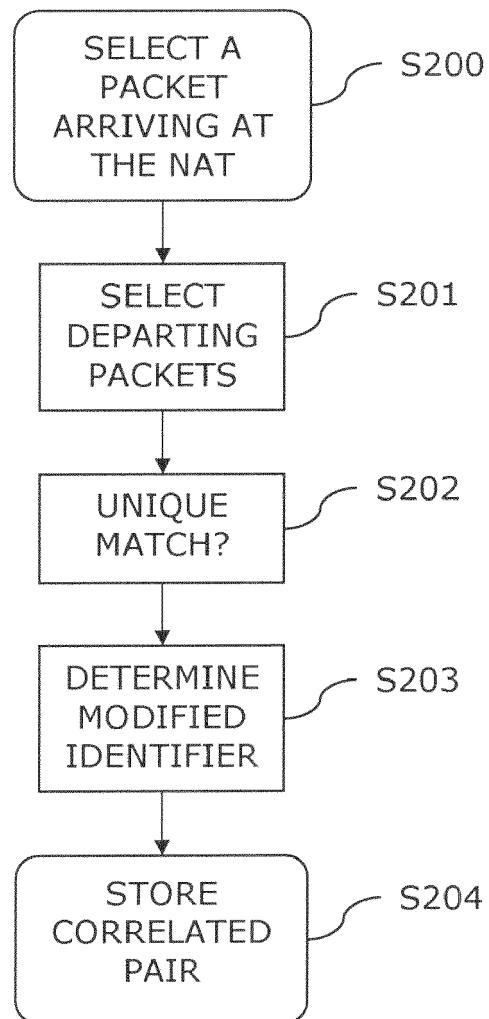 SELECT A
PACKET
ARRIVING AT
THE NAT
S200
SELECT
DEPARTING
PACKETS
S201
UNIQUE
MATCH?
S202
DETERMINE
MODIFIED
IDENTIFIER
S203
STORE
CORRELATED
PAIR
S204